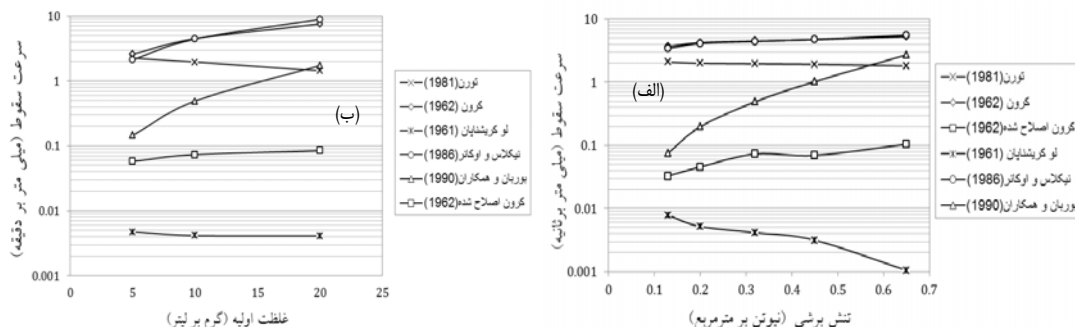 سرعت سقوط (میلی متر بر ثانیه)
10
1
0.1
0.01
0.001
(الف)
0 0.1 0.2 0.3 0.4 0.5 0.6 0.7
تنش برشی (نیوتن بر مترمربع)
تورن(1981)
کرون (1962)
کرون اصلاح شده(1962)
لو کریشناپان (1961)
نیکلاس و اوکانر(1986)
بوربان و همکاران(1990)
سرعت سقوط (میلی متر بر دقیقه)
10
1
0.1
0.01
0.001
(ب)
0 5 10 15 20 25
غلظت اولیه (گرم بر لیتر)
تورن(1981)
کرون (1962)
لو کریشناپان (1961)
نیکلاس و اوکانر(1986)
بوربان و همکاران(1990)
کرون اصلاح شده(1962)